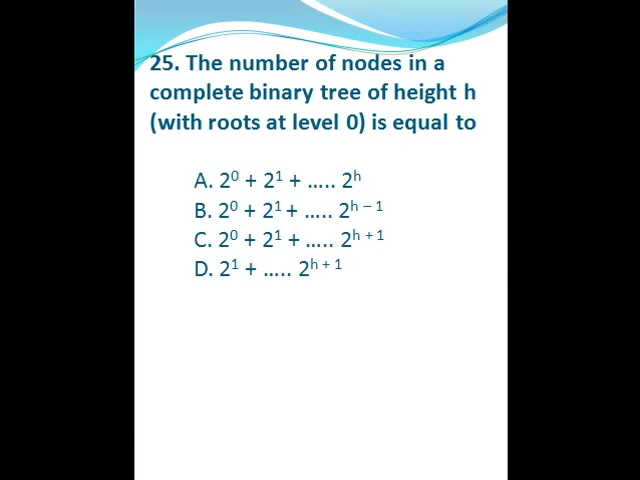 25. The number of nodes in a
complete binary tree of height h
(with roots at level 0) is equal to
A. 2⁰ + 2¹ + ..... 2ʰ
B. 2⁰ + 2¹ + ..... 2ʰ ⁻ ¹
C. 2⁰ + 2¹ + ..... 2ʰ ⁺ ¹
D. 2¹ + ..... 2ʰ ⁺ ¹